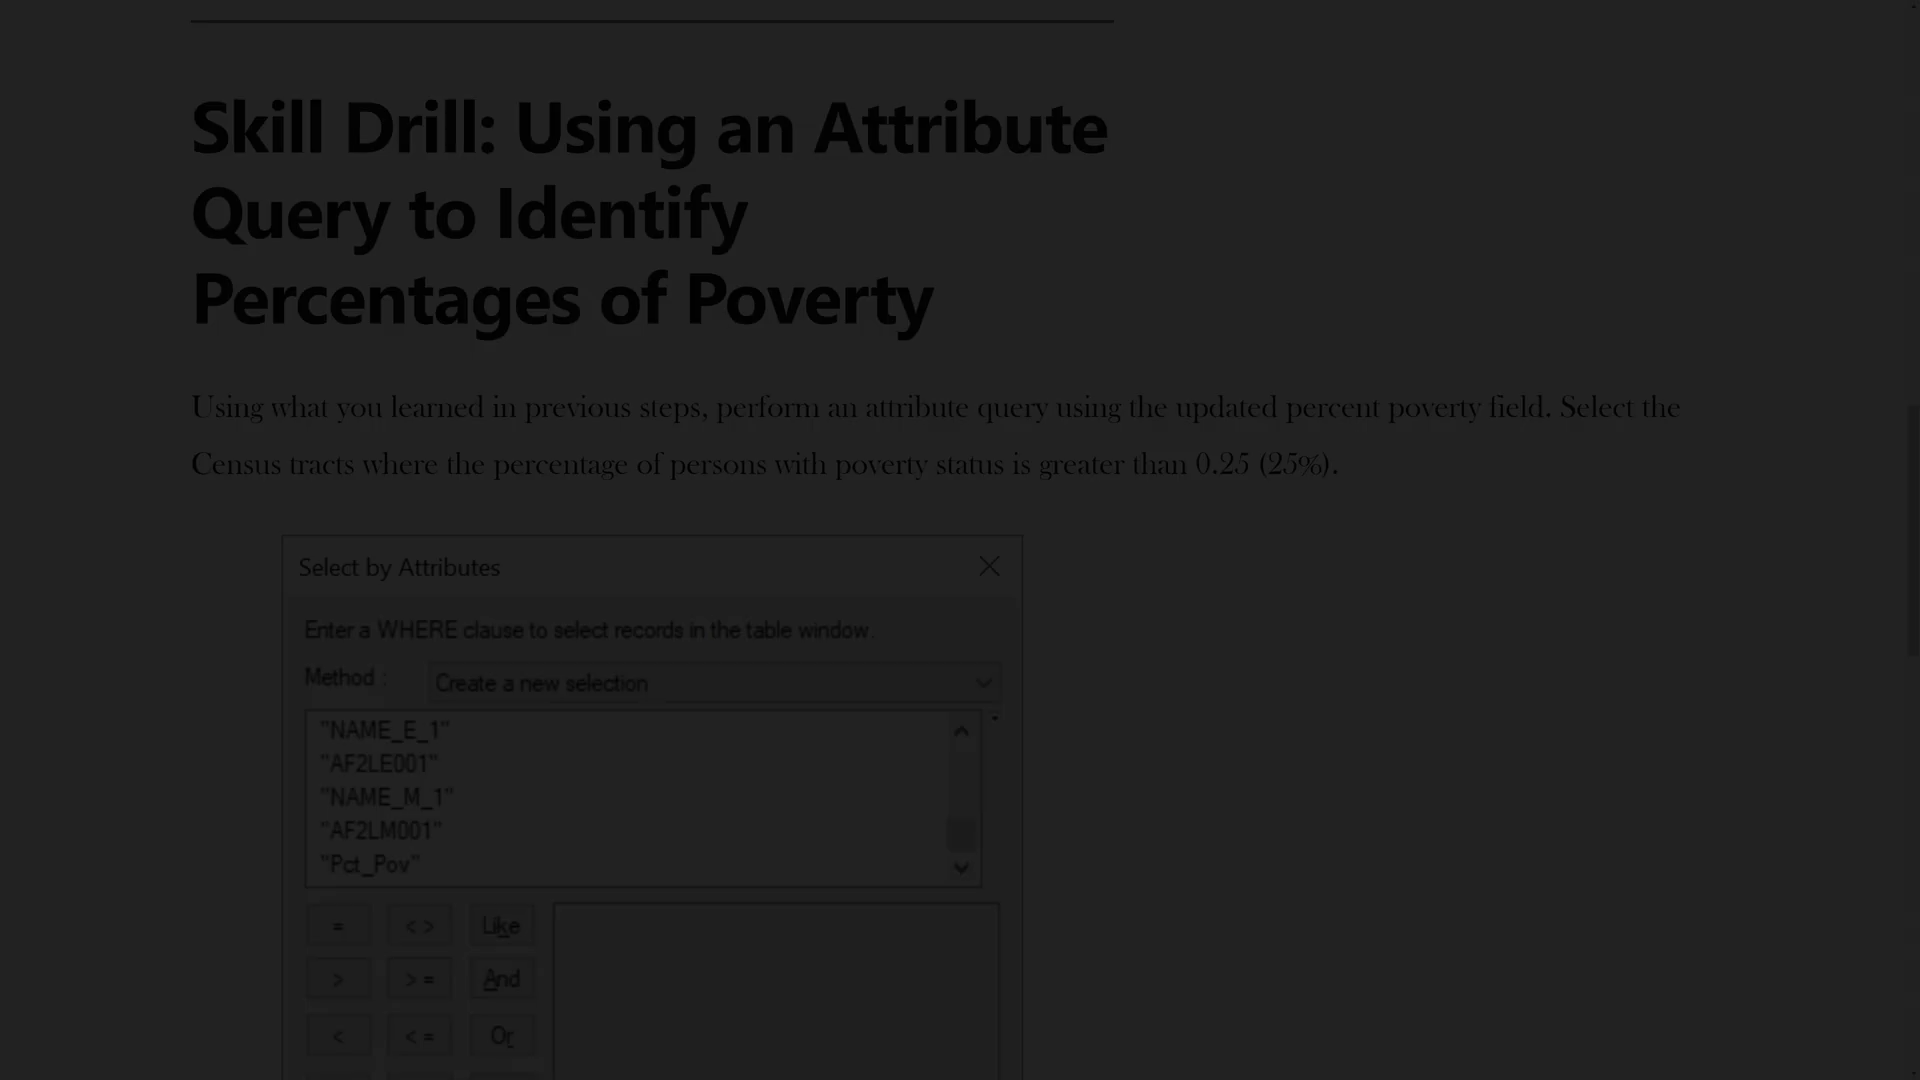 Skill Drill: Using an Attribute
Query to Identify
Percentages of Poverty
Using what you learned in previous steps, perform an attribute query using the updated percent poverty field. Select the
Census tracts where the percentage of persons with poverty status is greater than 0.25 (25%).
Select by Attributes
Enter a WHERE clause to select records in the table window.
Method :
Create a new selection
"NAME_E_1"
"AF2LE001"
"NAME_M_1"
"AF2LM001"
"Pct_Pov"
= < > Like
> > = And
< < = Or